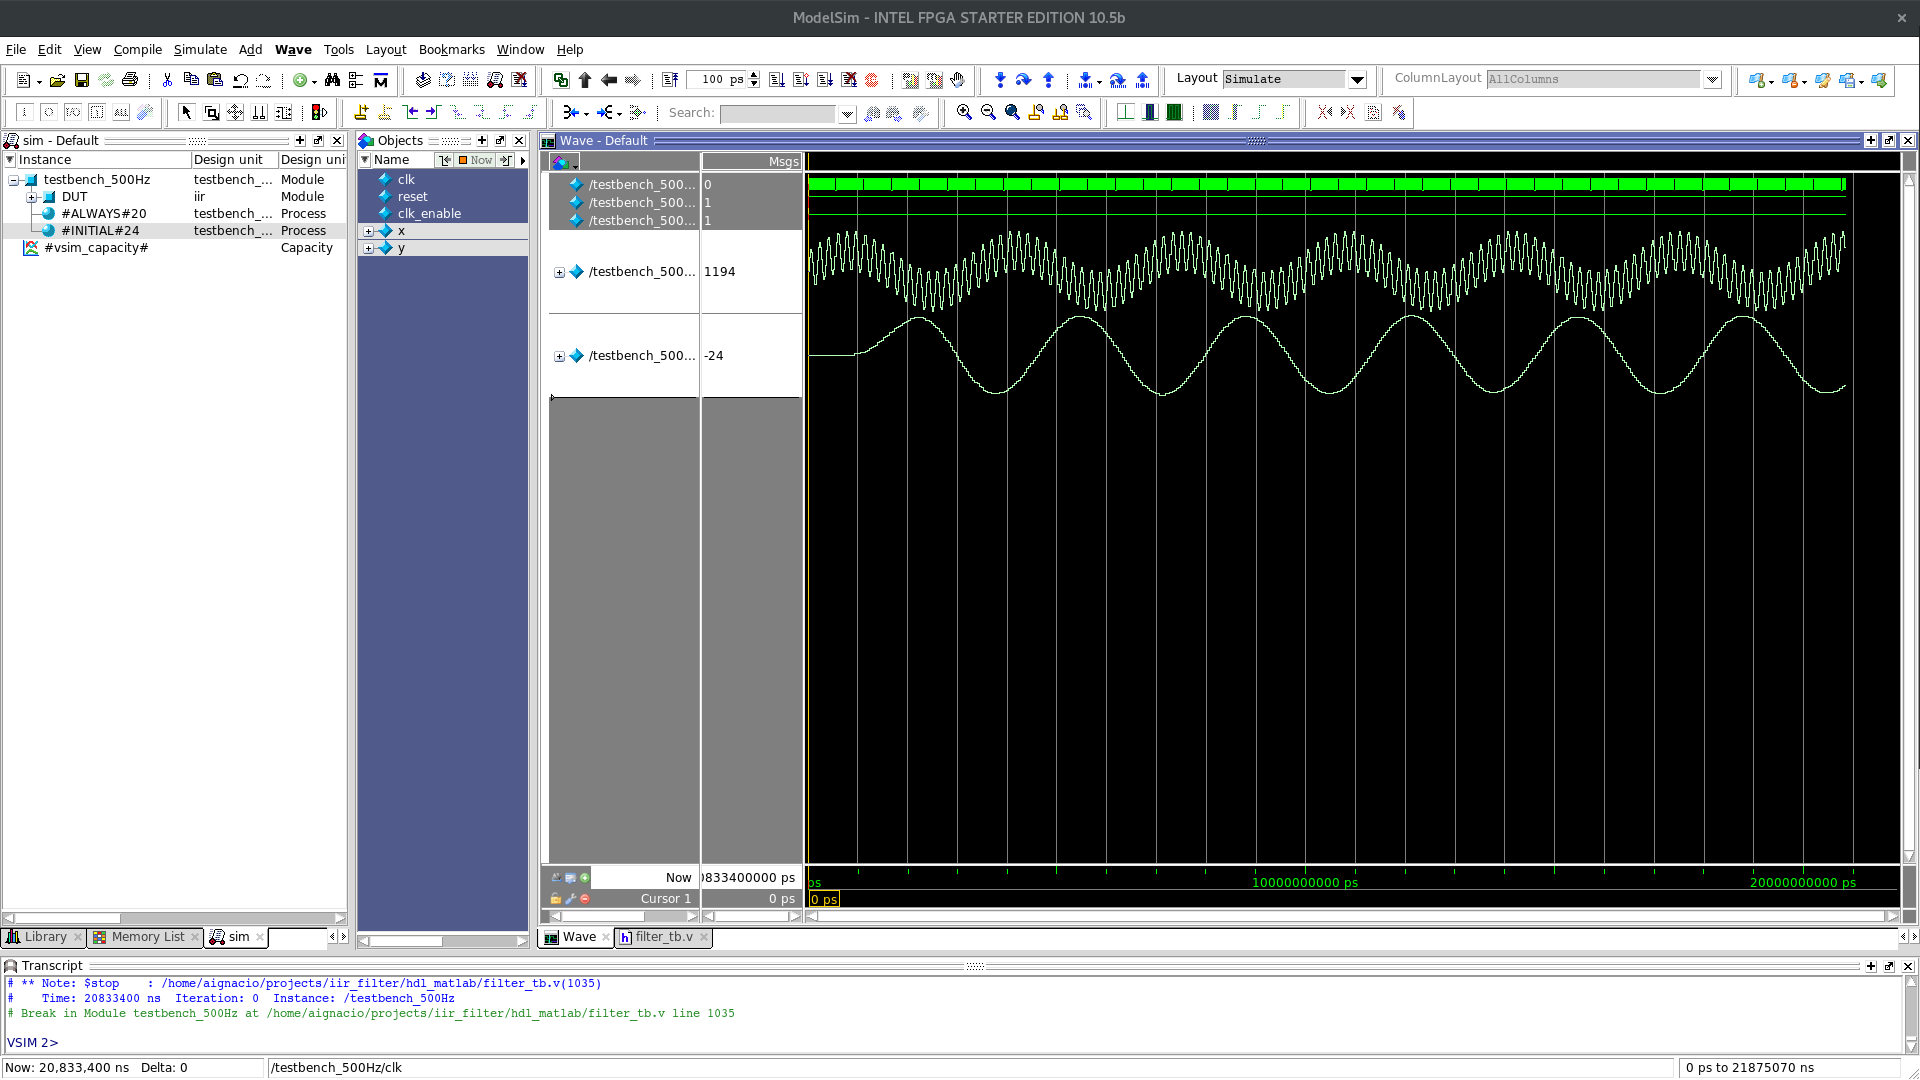 ModelSim - INTEL FPGA STARTER EDITION 10.5b
File Edit View Compile Simulate Add Wave Tools Layout Bookmarks Window Help
100 ps
Layout Simulate
ColumnLayout AllColumns
Search:
sim - Default
Instance Design unit Design uni
testbench_500Hz testbench_... Module
DUT iir Module
#ALWAYS#20 testbench_... Process
#INITIAL#24 testbench_... Process
#vsim_capacity# Capacity
Objects
Name Now
clk
reset
clk_enable
x
y
Wave - Default
Msgs
/testbench_500... 0
/testbench_500... 1
/testbench_500... 1
/testbench_500... 1194
/testbench_500... -24
Now 0833400000 ps
Cursor 1 0 ps
ps 10000000000 ps 20000000000 ps
0 ps
Library Memory List sim
Wave filter_tb.v
Transcript
# ** Note: $stop : /home/aignacio/projects/iir_filter/hdl_matlab/filter_tb.v(1035)
# Time: 20833400 ns Iteration: 0 Instance: /testbench_500Hz
# Break in Module testbench_500Hz at /home/aignacio/projects/iir_filter/hdl_matlab/filter_tb.v line 1035
VSIM 2>
Now: 20,833,400 ns Delta: 0
/testbench_500Hz/clk
0 ps to 21875070 ns